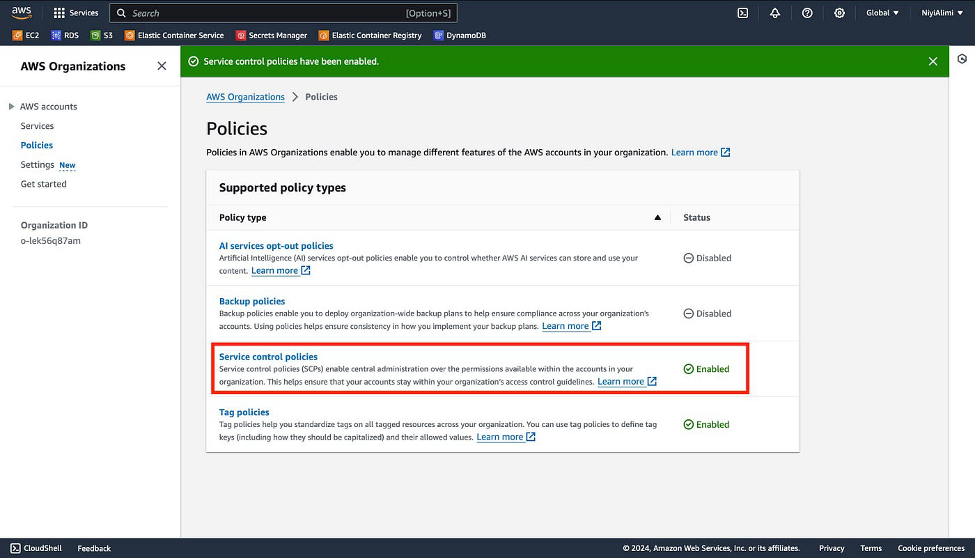 aws
Services
Search
[Option+S]
Global
NiyiAlimi
EC2
RDS
S3
Elastic Container Service
Secrets Manager
Elastic Container Registry
DynamoDB
AWS Organizations
AWS accounts
Services
Policies
Settings New
Get started
Organization ID
o-lek56q87am
Service control policies have been enabled.
AWS Organizations > Policies
Policies
Policies in AWS Organizations enable you to manage different features of the AWS accounts in your organization. Learn more
Supported policy types
Policy type
Status
AI services opt-out policies
Artificial Intelligence (AI) services opt-out policies enable you to control whether AWS AI services can store and use your
content. Learn more
Disabled
Backup policies
Backup policies enable you to deploy organization-wide backup plans to help ensure compliance across your organization's
accounts. Using policies helps ensure consistency in how you implement your backup plans. Learn more
Disabled
Service control policies
Service control policies (SCPs) enable central administration over the permissions available within the accounts in your
organization. This helps ensure that your accounts stay within your organization's access control guidelines. Learn more
Enabled
Tag policies
Tag policies help you standardize tags on all tagged resources across your organization. You can use tag policies to define tag
keys (including how they should be capitalized) and their allowed values. Learn more
Enabled
CloudShell
Feedback
© 2024, Amazon Web Services, Inc. or its affiliates.
Privacy
Terms
Cookie preferences